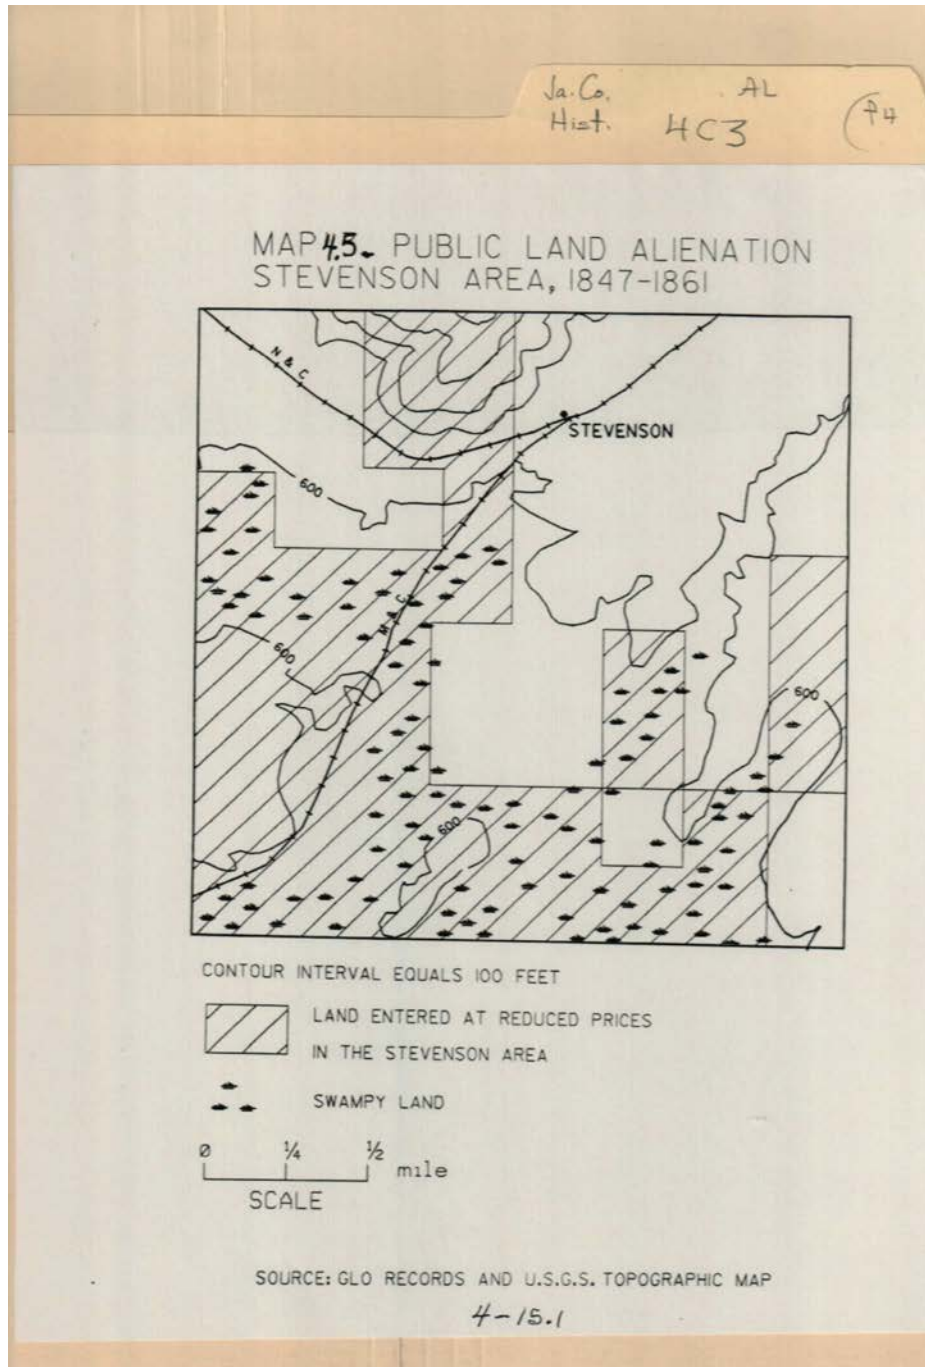 Ja. Co. AL
Hist. 4C3 P4
MAP 4.5- PUBLIC LAND ALIENATION
STEVENSON AREA, 1847-1861
N & C
STEVENSON
600
M & C
600
600
600
CONTOUR INTERVAL EQUALS 100 FEET
LAND ENTERED AT REDUCED PRICES
IN THE STEVENSON AREA
SWAMPY LAND
0 1/4 1/2 mile
SCALE
SOURCE: GLO RECORDS AND U.S.G.S. TOPOGRAPHIC MAP
4-15.1